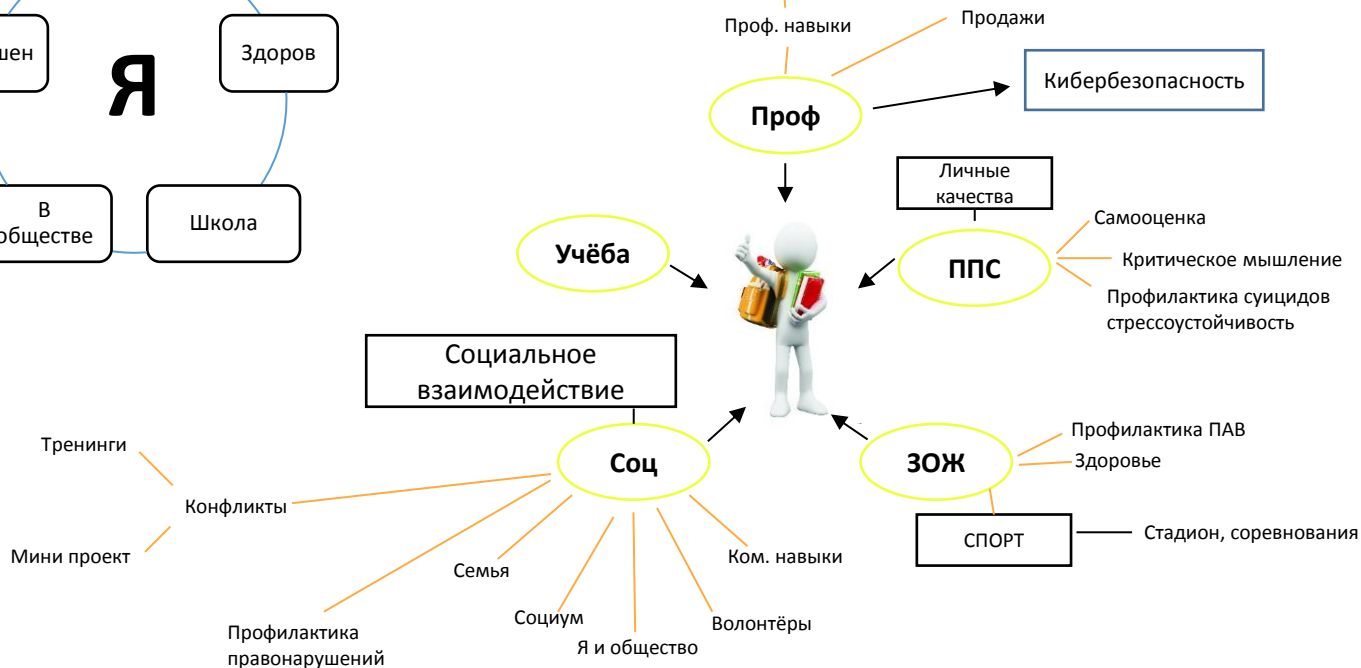 Я
Здоров
Школа
В
обществе
Проф. навыки
Продажи
Проф
Кибербезопасность
Личные
качества
ППС
Самооценка
Критическое мышление
Профилактика суицидов
стрессоустойчивость
Учёба
Социальное
взаимодействие
Соц
Тренинги
Конфликты
Мини проект
Профилактика
правонарушений
Семья
Социум
Я и общество
Волонтёры
Ком. навыки
ЗОЖ
Профилактика ПАВ
Здоровье
СПОРТ
Стадион, соревнования